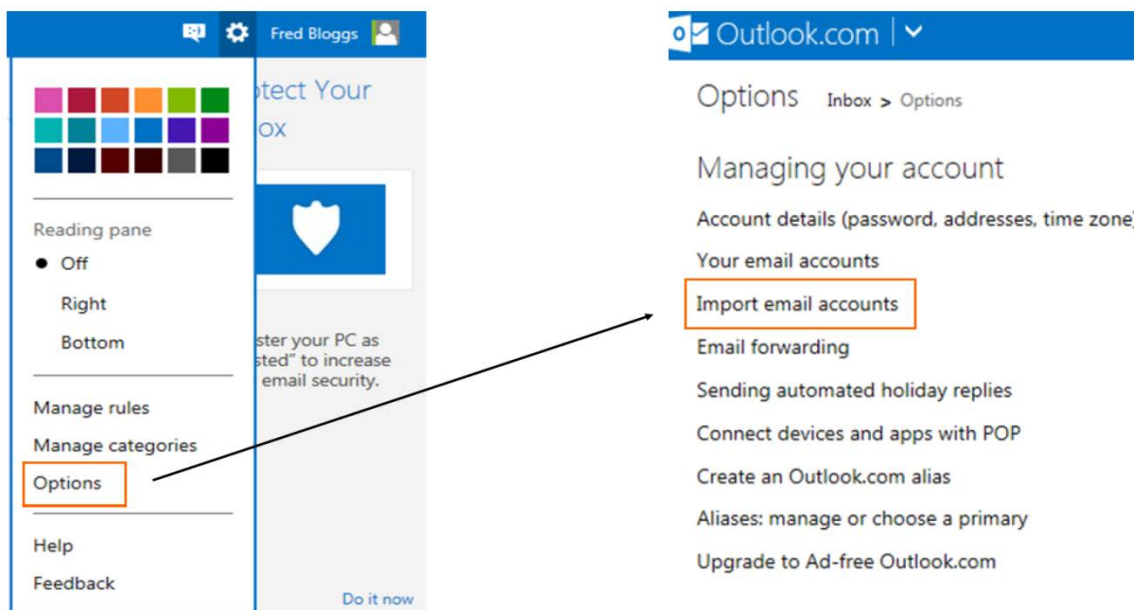 Fred Bloggs
otect Your
ox
Reading pane
Off
Right
Bottom
ster your PC as
sted" to increase
email security.
Manage rules
Manage categories
Options
Help
Feedback
Do it now
Outlook.com
Options Inbox > Options
Managing your account
Account details (password, addresses, time zone)
Your email accounts
Import email accounts
Email forwarding
Sending automated holiday replies
Connect devices and apps with POP
Create an Outlook.com alias
Aliases: manage or choose a primary
Upgrade to Ad-free Outlook.com